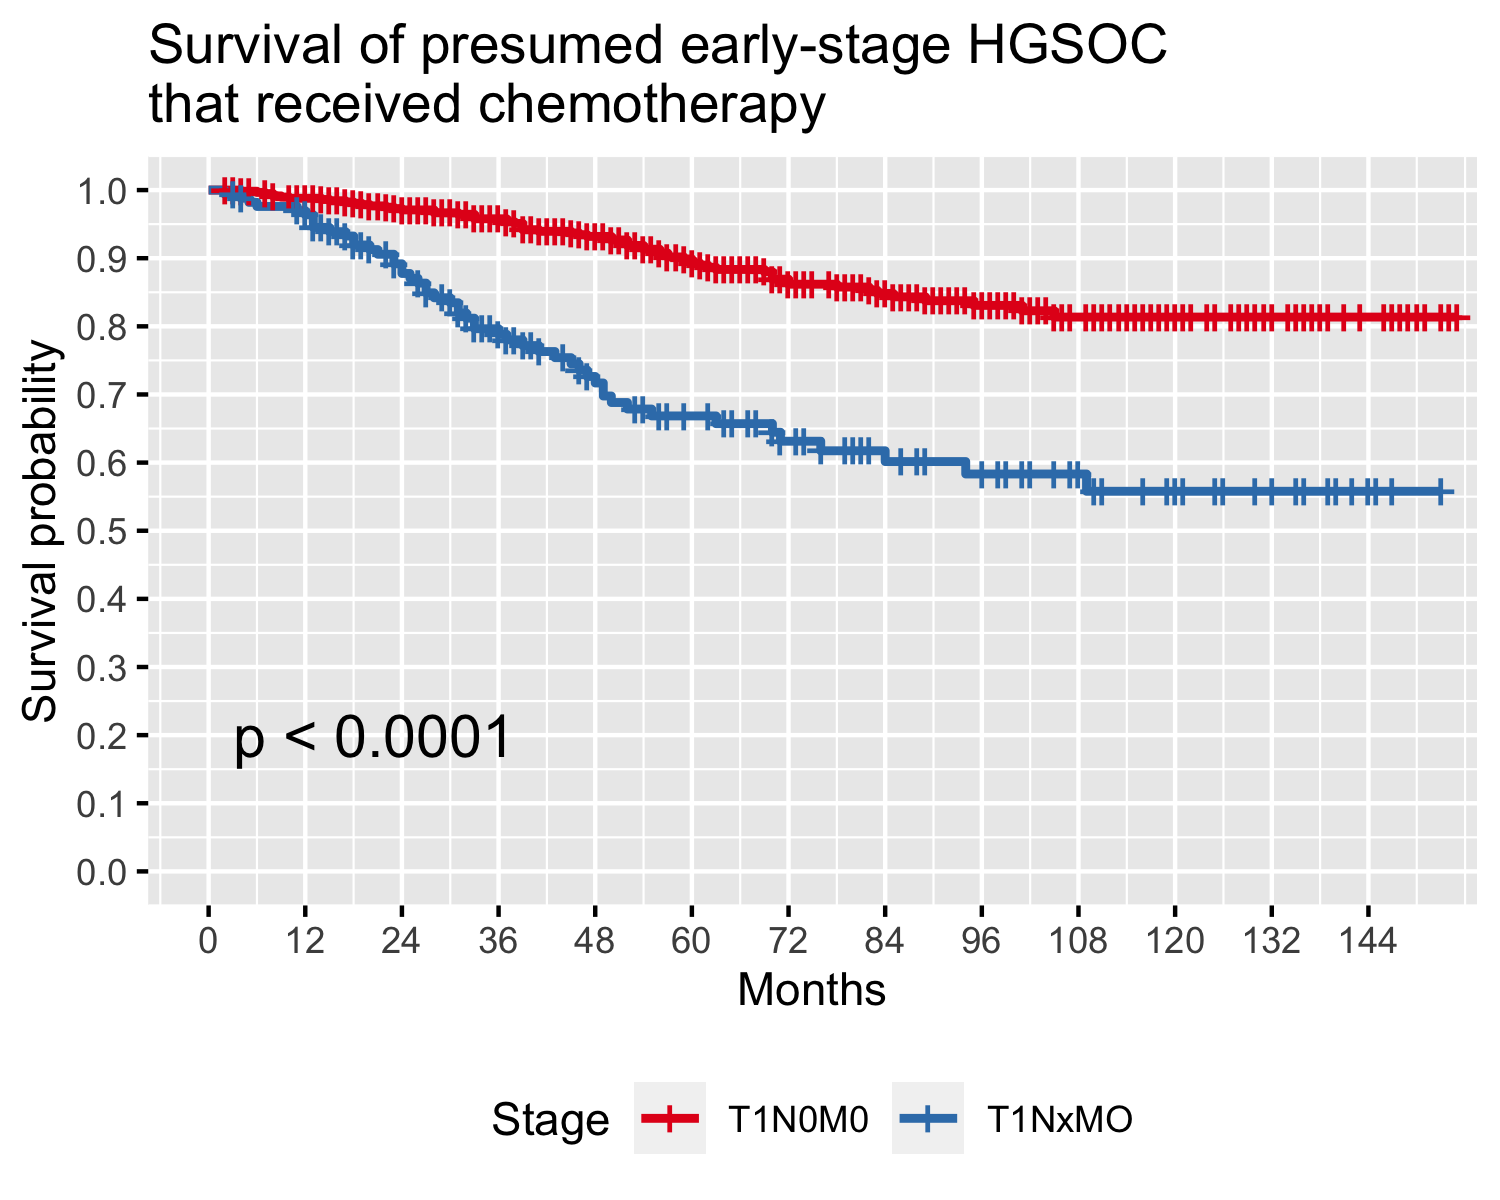 Survival of presumed early-stage HGSOC
that received chemotherapy
Survival probability
1.0
0.9
0.8
0.7
0.6
0.5
0.4
0.3
0.2
0.1
0.0
p < 0.0001
0 12 24 36 48 60 72 84 96 108 120 132 144
Months
Stage T1N0M0 T1NxMO